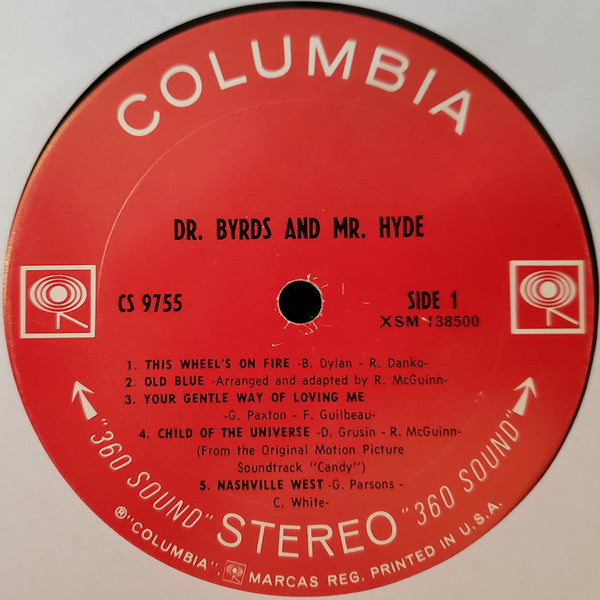 COLUMBIA
DR. BYRDS AND MR. HYDE
CS 9755
SIDE 1
XSM 138500
1. THIS WHEEL'S ON FIRE -B. Dylan - R. Danko-
2. OLD BLUE -Arranged and adapted by R. McGuinn-
3. YOUR GENTLE WAY OF LOVING ME
-G. Paxton - F. Guilbeau-
4. CHILD OF THE UNIVERSE -D. Grusin - R. McGuinn-
(From the Original Motion Picture
Soundtrack "Candy")
5. NASHVILLE WEST -G. Parsons -
C. White-
"360 SOUND" STEREO "360 SOUND"
®"COLUMBIA", MARCAS REG. PRINTED IN U.S.A.